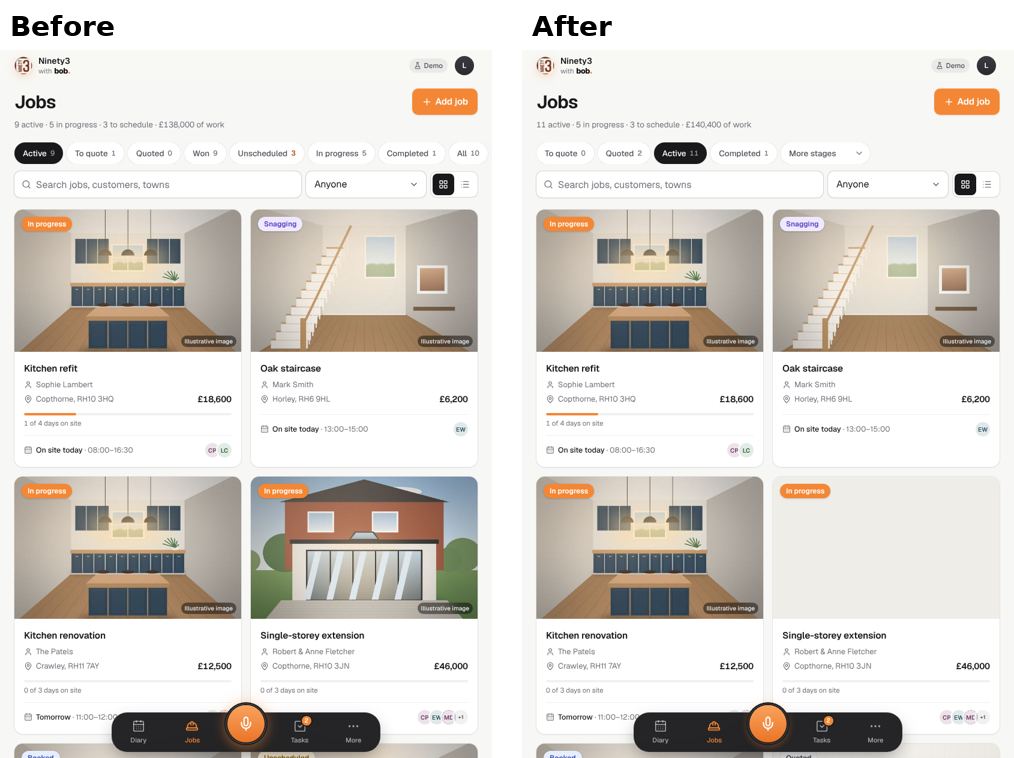 Before
Ninety3
with bob.
Demo
L
Jobs
+ Add job
9 active · 5 in progress · 3 to schedule · £138,000 of work
Active 9
To quote 1
Quoted 0
Won 9
Unscheduled 3
In progress 5
Completed 1
All 10
Search jobs, customers, towns
Anyone
In progress
Illustrative image
Snagging
Illustrative image
Kitchen refit
Sophie Lambert
Copthorne, RH10 3HQ
£18,600
1 of 4 days on site
On site today · 08:00–16:30
CP LC
Oak staircase
Mark Smith
Horley, RH6 9HL
£6,200
On site today · 13:00–15:00
EW
In progress
Illustrative image
In progress
Illustrative image
Kitchen renovation
The Patels
Crawley, RH11 7AY
£12,500
0 of 3 days on site
Tomorrow · 11:00–12:00
Single-storey extension
Robert & Anne Fletcher
Copthorne, RH10 3JN
£46,000
0 of 3 days on site
CP EW +1
Diary
Jobs
2
Tasks
More
After
Ninety3
with bob.
Demo
L
Jobs
+ Add job
11 active · 5 in progress · 3 to schedule · £140,400 of work
To quote 0
Quoted 2
Active 11
Completed 1
More stages
Search jobs, customers, towns
Anyone
In progress
Illustrative image
Snagging
Illustrative image
Kitchen refit
Sophie Lambert
Copthorne, RH10 3HQ
£18,600
1 of 4 days on site
On site today · 08:00–16:30
CP LC
Oak staircase
Mark Smith
Horley, RH6 9HL
£6,200
On site today · 13:00–15:00
EW
In progress
Illustrative image
In progress
Kitchen renovation
The Patels
Crawley, RH11 7AY
£12,500
0 of 3 days on site
Tomorrow · 11:00–12:00
Single-storey extension
Robert & Anne Fletcher
Copthorne, RH10 3JN
£46,000
0 of 3 days on site
CP EW +1
Diary
Jobs
2
Tasks
More